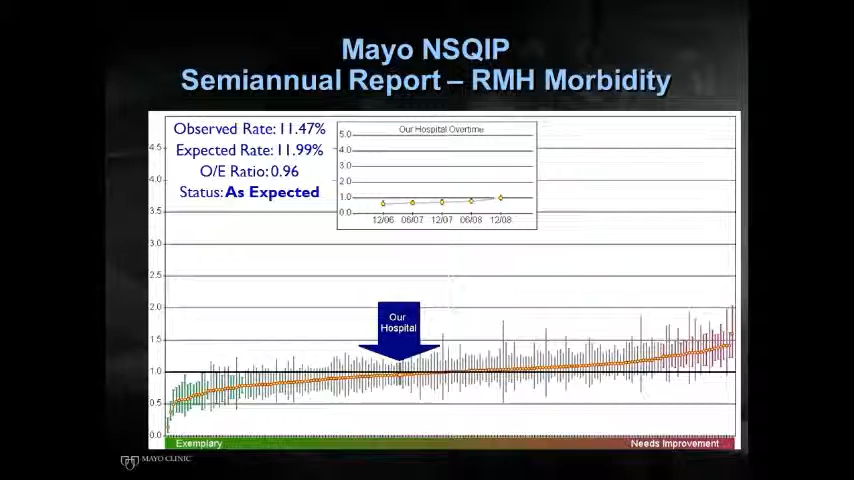 Mayo NSQIP
Semiannual Report – RMH Morbidity
Observed Rate: 11.47%
Expected Rate: 11.99%
O/E Ratio: 0.96
Status: As Expected
Our Hospital Overtime
5.0
4.0
3.0
2.0
1.0
0.0
12/06 06/07 12/07 06/08 12/08
4.5
4.0
3.5
3.0
2.5
2.0
1.5
1.0
0.5
0.0
Our
Hospital
Exemplary
Needs Improvement
MAYO CLINIC